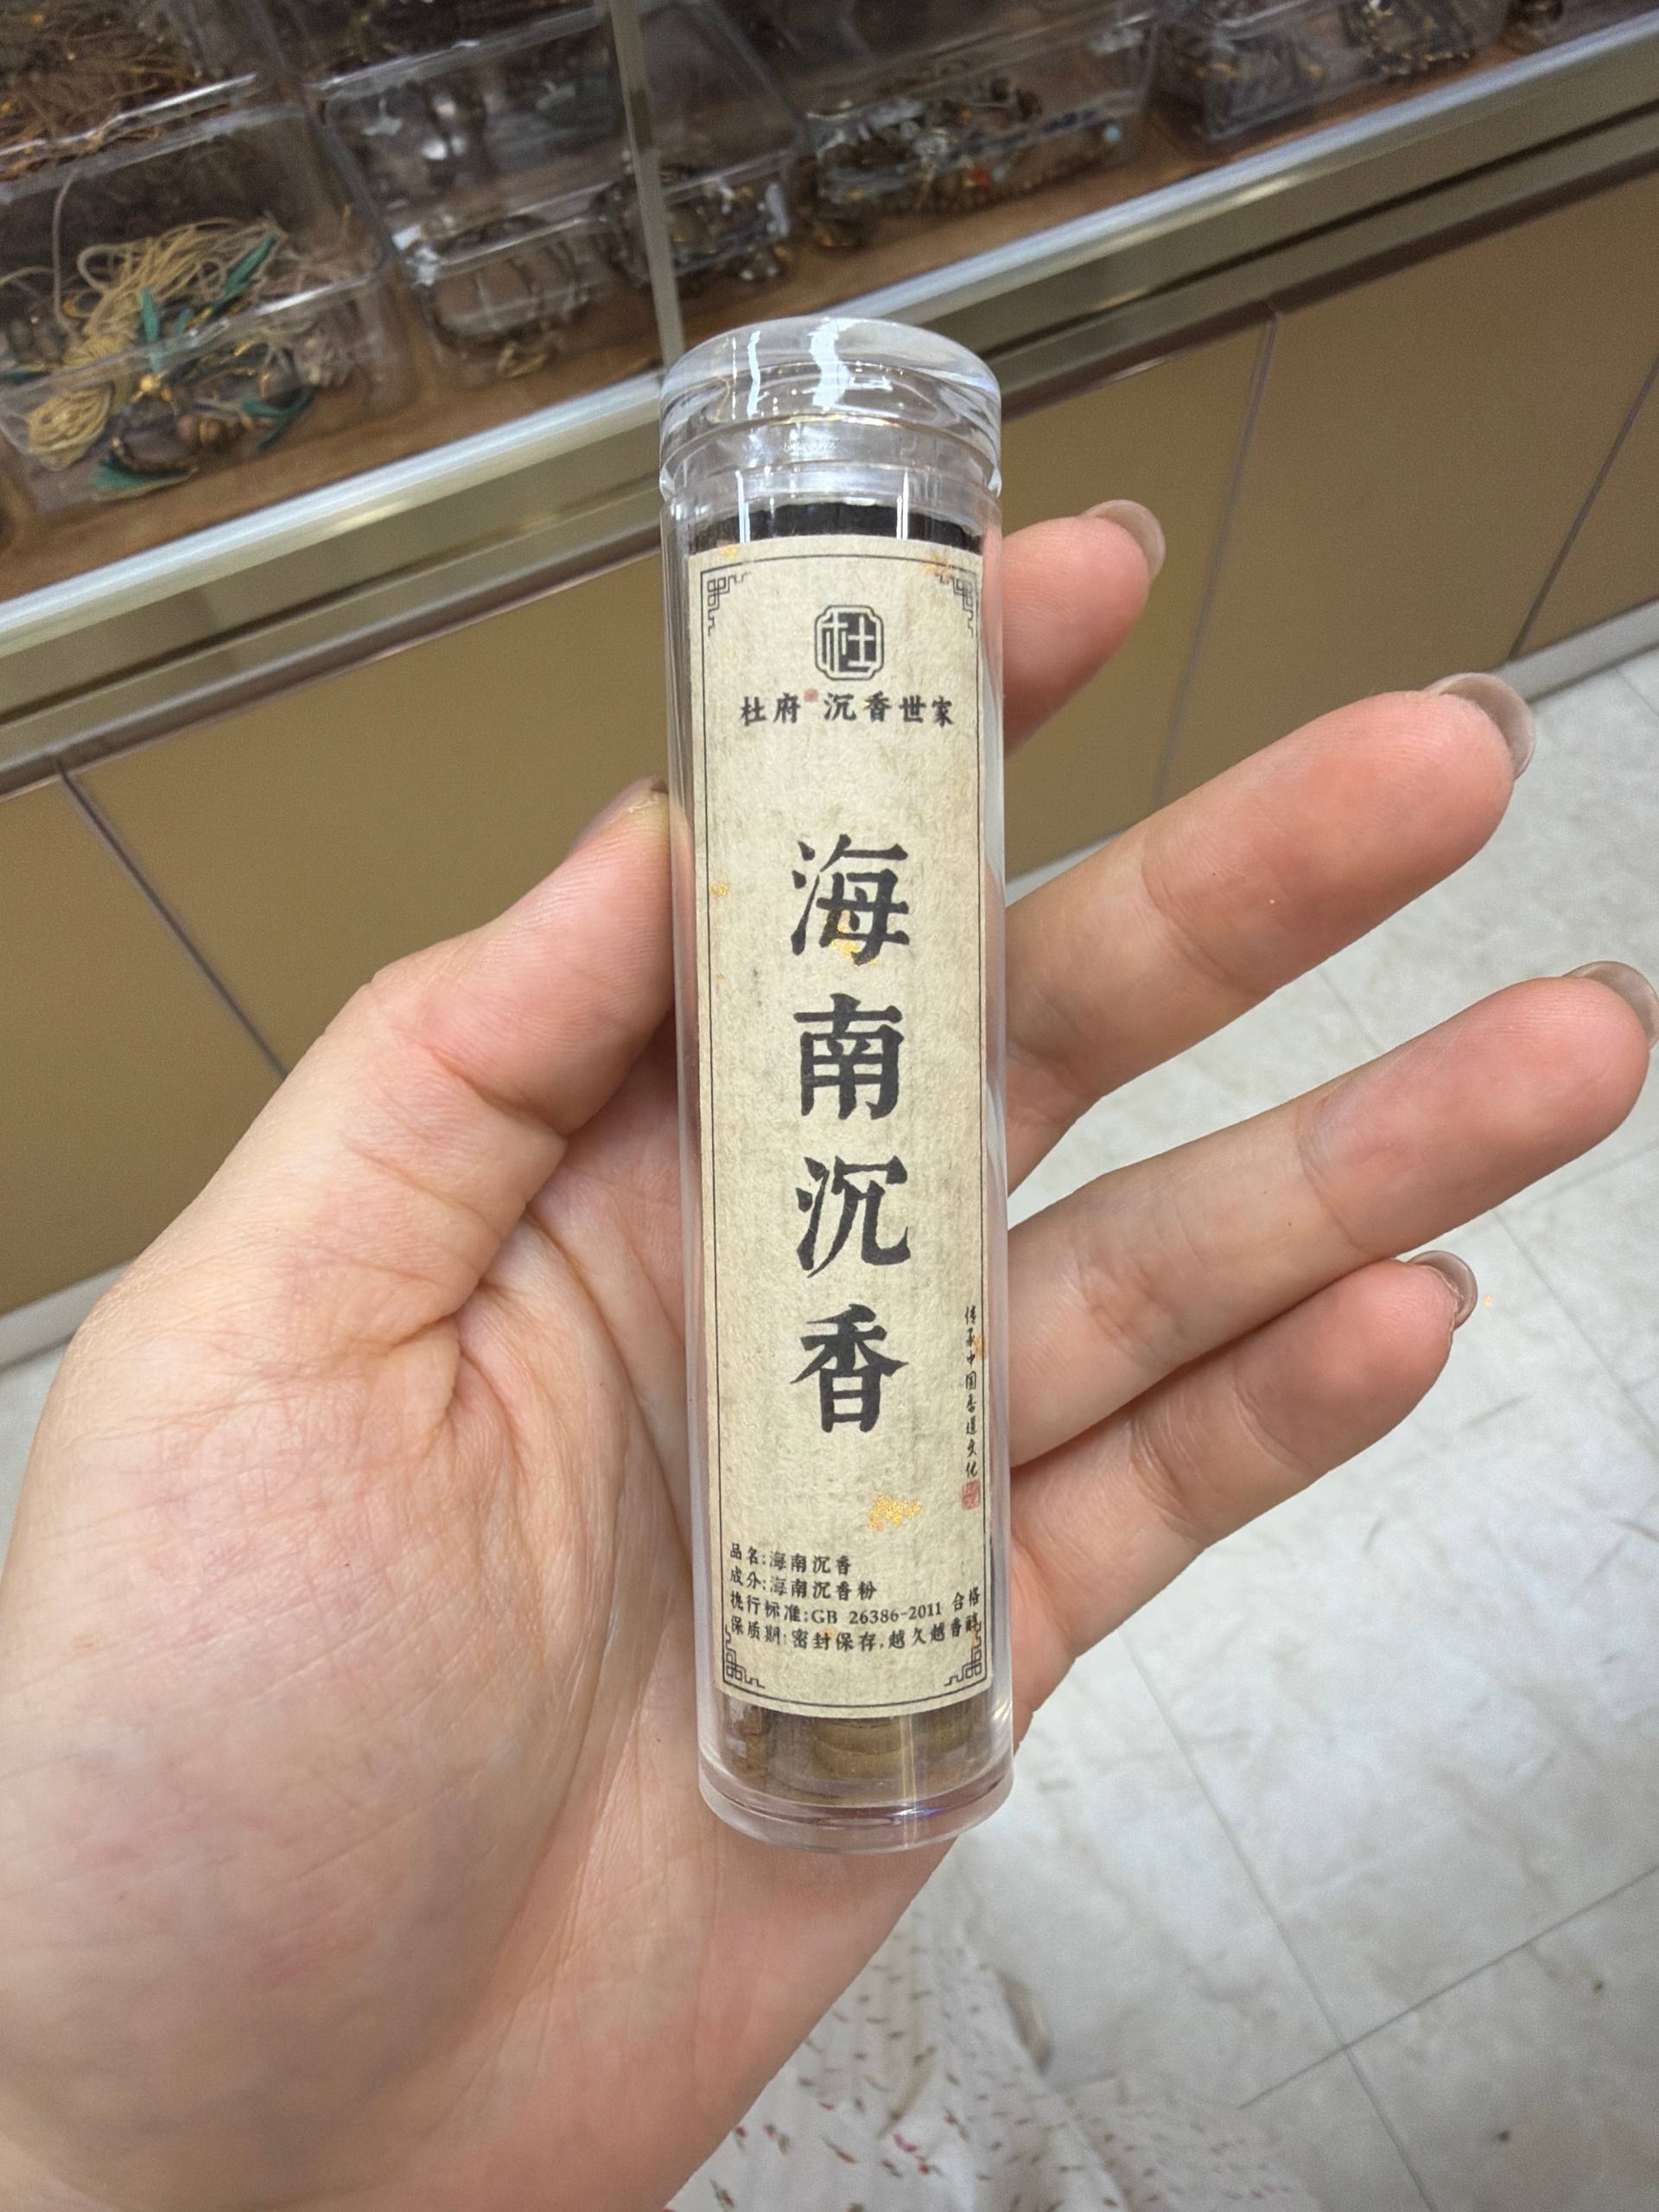 杜
杜府 沉香世家
海南沉香
传承中国香道文化
品名:海南沉香
成分:海南沉香粉
执行标准:GB 26386-2011 合格
保质期:密封保存,越久越香醇